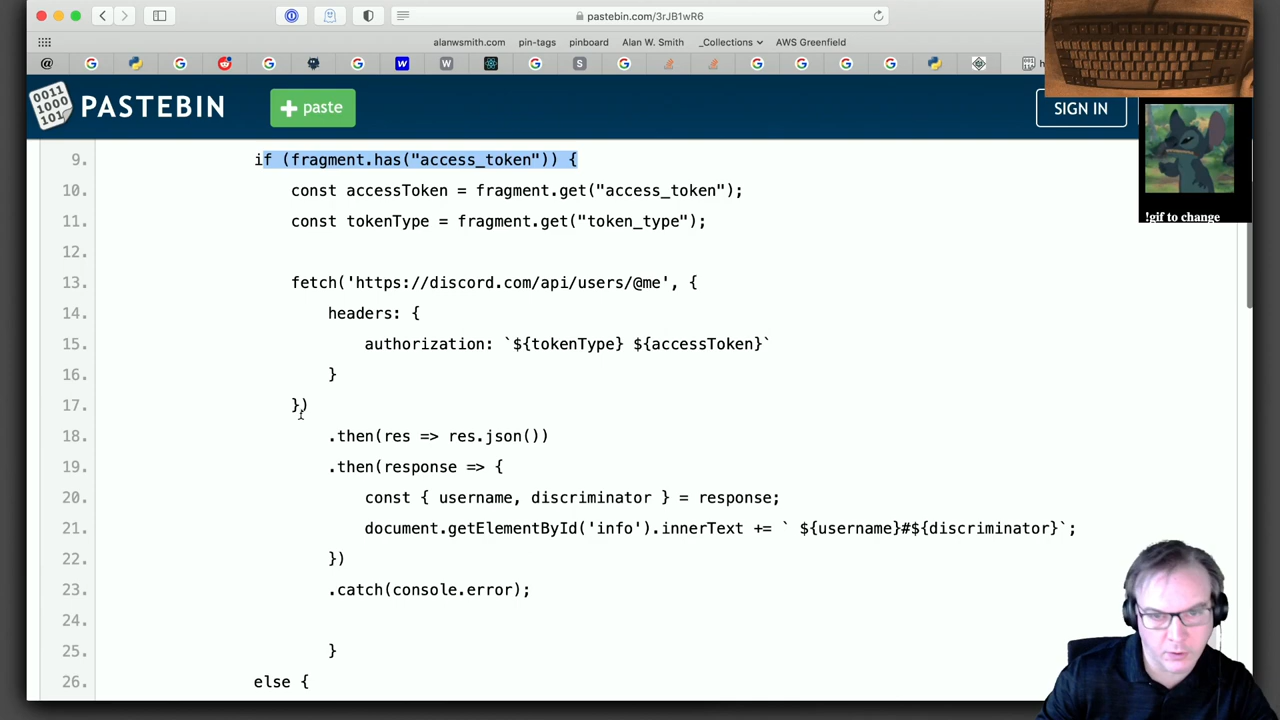 pastebin.com/3rJB1wR6
alanwsmith.com pin-tags pinboard Alan W. Smith _Collections AWS Greenfield
0011
1000
101
PASTEBIN
+ paste
SIGN IN
!gif to change
9. if (fragment.has("access_token")) {
10. const accessToken = fragment.get("access_token");
11. const tokenType = fragment.get("token_type");
12.
13. fetch('https://discord.com/api/users/@me', {
14. headers: {
15. authorization: `${tokenType} ${accessToken}`
16. }
17. })
18. .then(res => res.json())
19. .then(response => {
20. const { username, discriminator } = response;
21. document.getElementById('info').innerText += ` ${username}#${discriminator}`;
22. })
23. .catch(console.error);
24.
25. }
26. else {